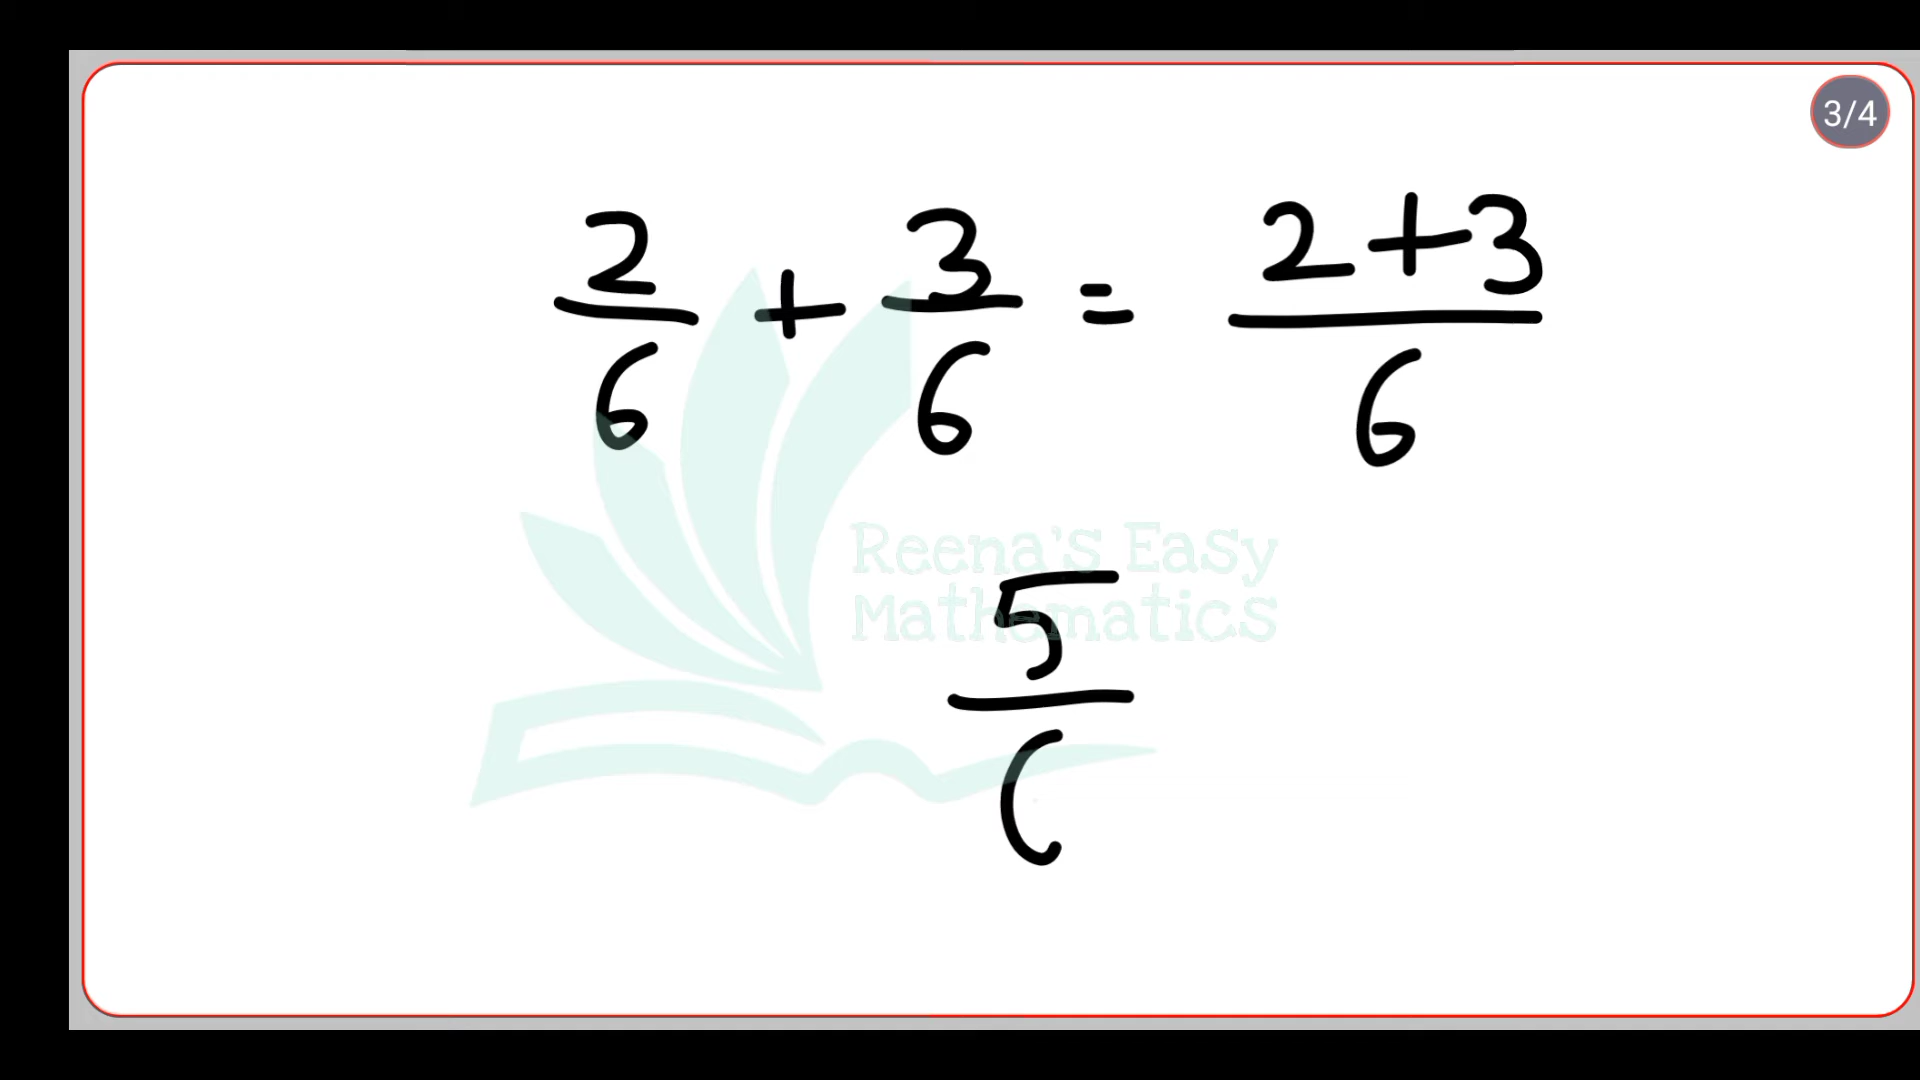 3/4
2/6 + 3/6 = 2+3/6
Reena's Easy
Mathematics
5/